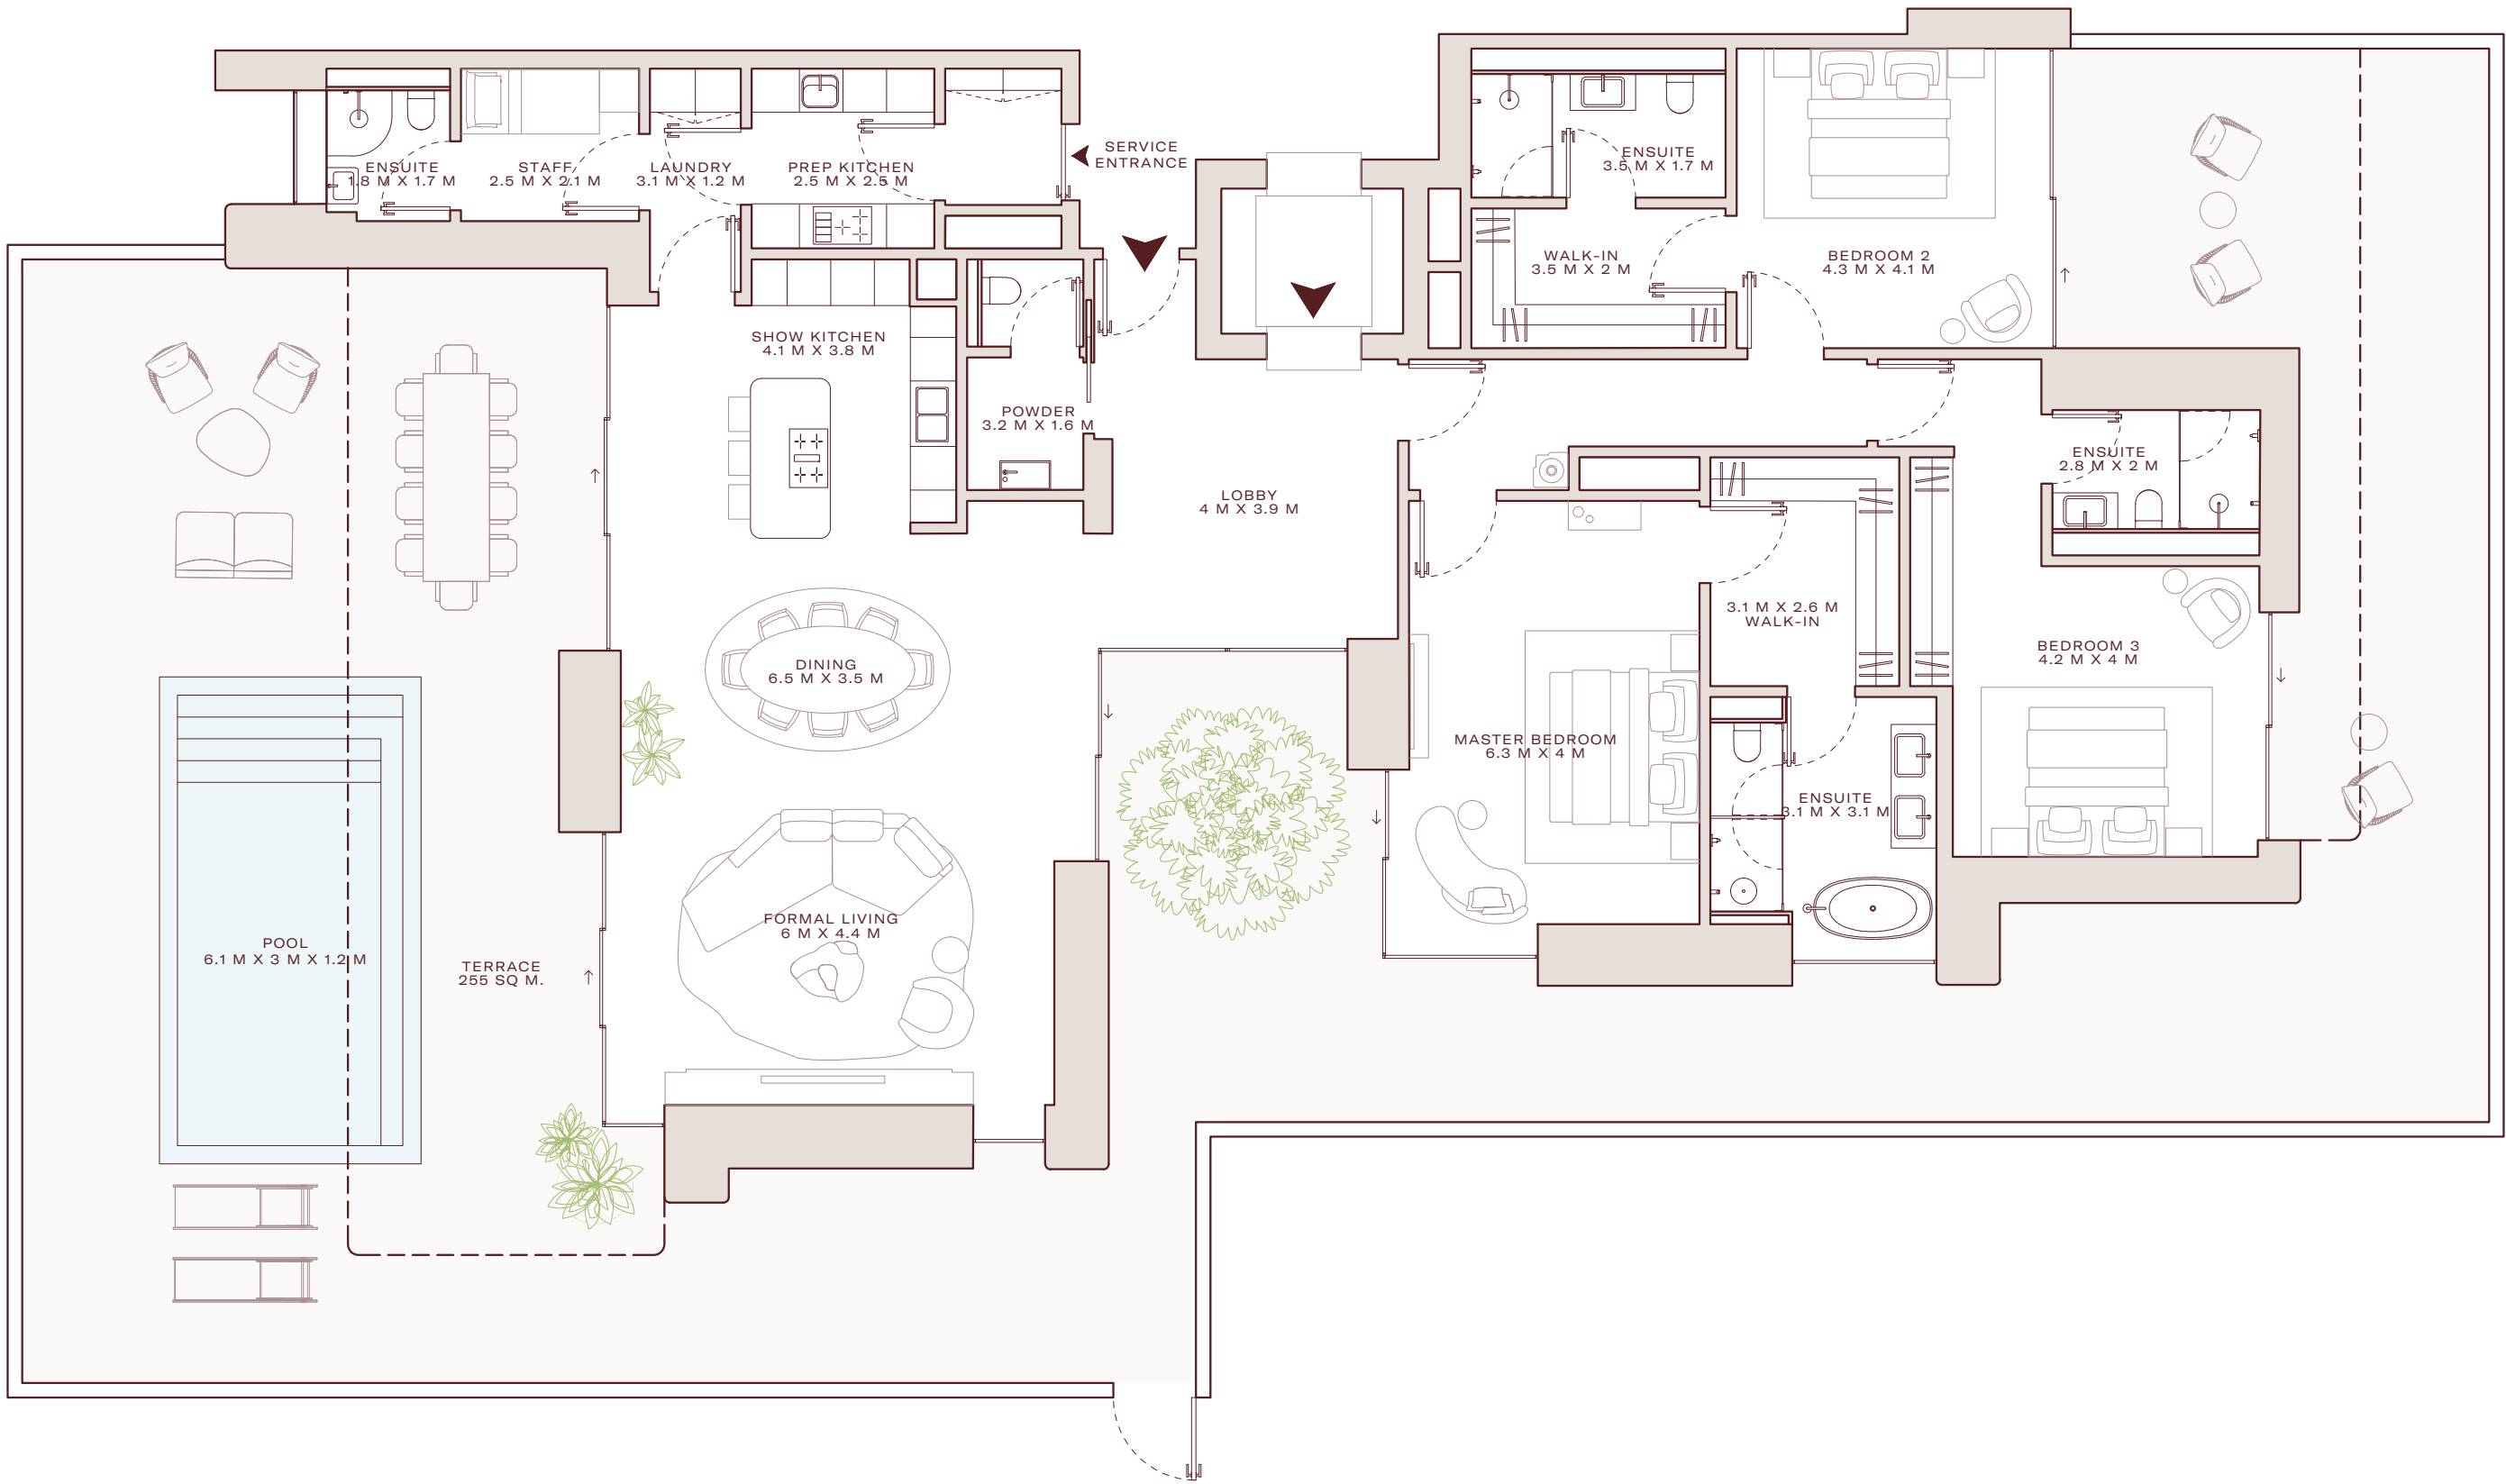 ENSUITE
1.8 M X 1.7 M
STAFF
2.5 M X 2.1 M
LAUNDRY
3.1 M X 1.2 M
PREP KITCHEN
2.5 M X 2.5 M
SERVICE
ENTRANCE
ENSUITE
3.5 M X 1.7 M
WALK-IN
3.5 M X 2 M
BEDROOM 2
4.3 M X 4.1 M
SHOW KITCHEN
4.1 M X 3.8 M
POWDER
3.2 M X 1.6 M
LOBBY
4 M X 3.9 M
ENSUITE
2.8 M X 2 M
3.1 M X 2.6 M
WALK-IN
BEDROOM 3
4.2 M X 4 M
DINING
6.5 M X 3.5 M
MASTER BEDROOM
6.3 M X 4 M
ENSUITE
3.1 M X 3.1 M
FORMAL LIVING
6 M X 4.4 M
POOL
6.1 M X 3 M X 1.2 M
TERRACE
255 SQ M.